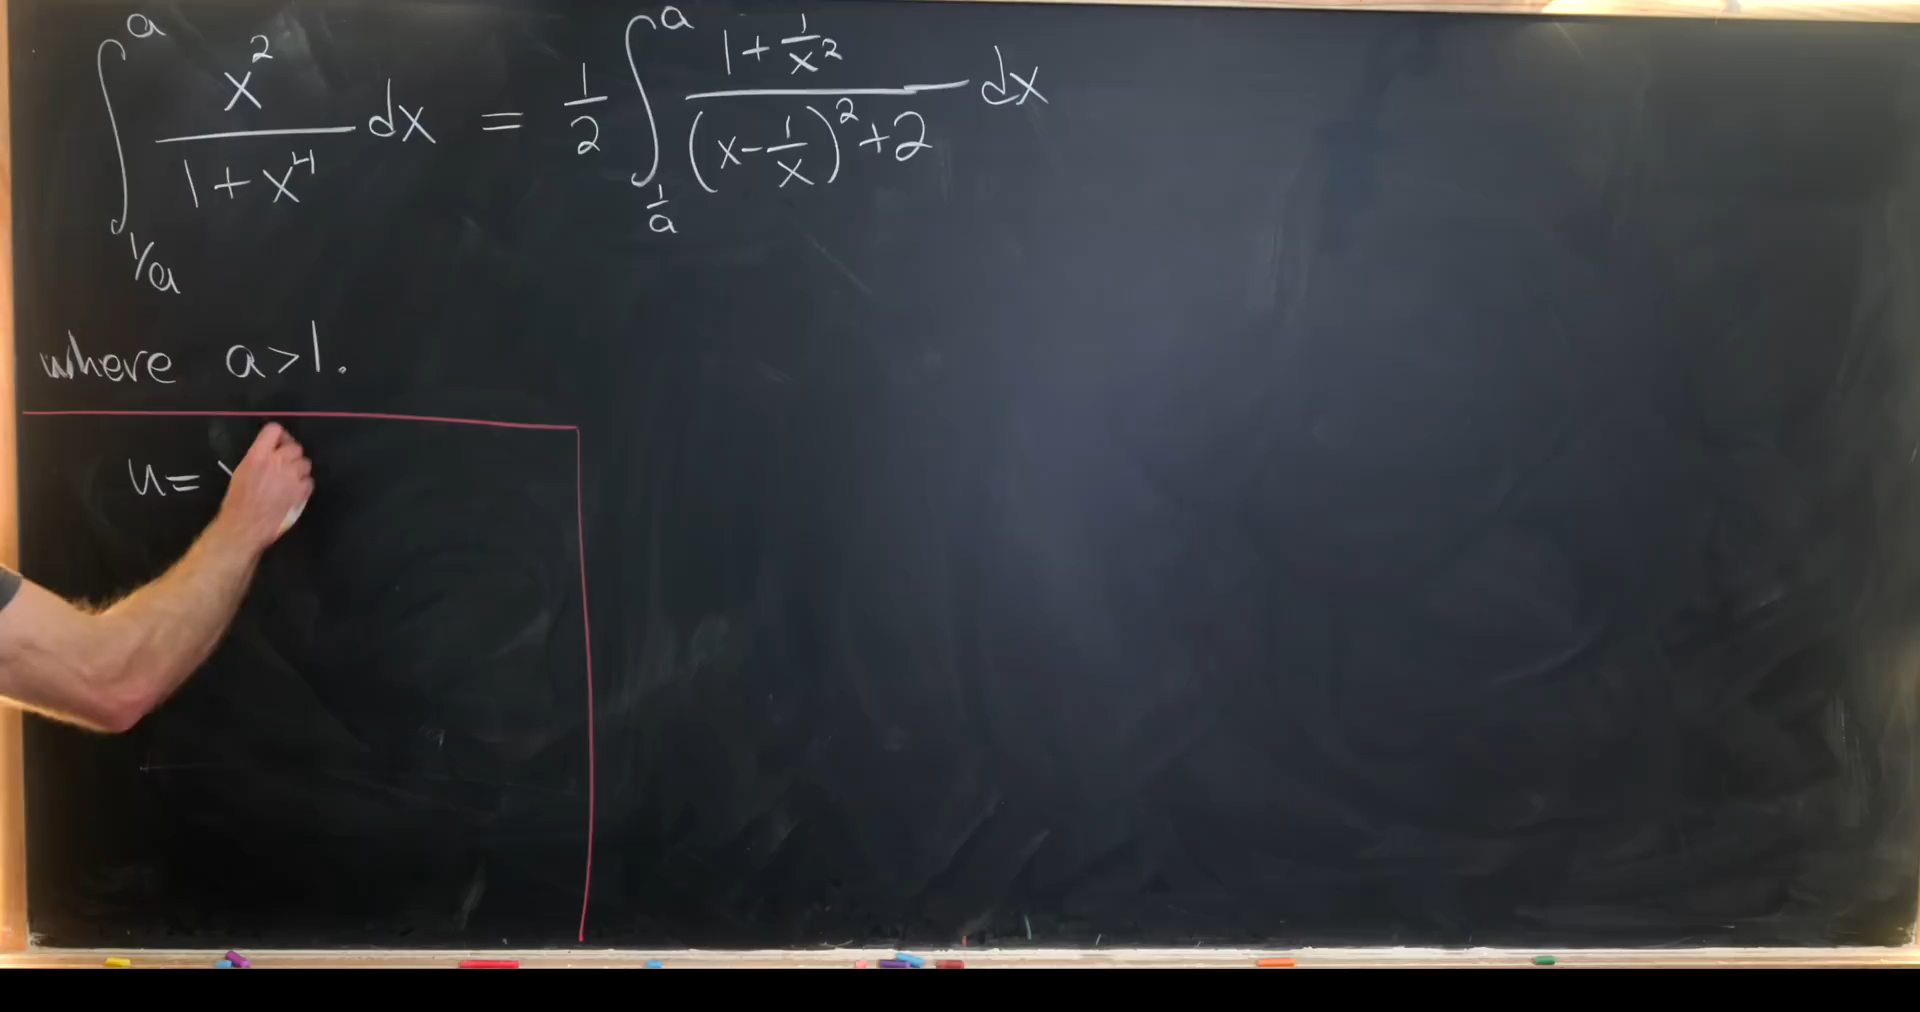 ∫_{1/a}^{a} x²/(1+x⁴) dx = 1/2 ∫_{1/a}^{a} (1+1/x²)/((x-1/x)²+2) dx
where a>1.
u=